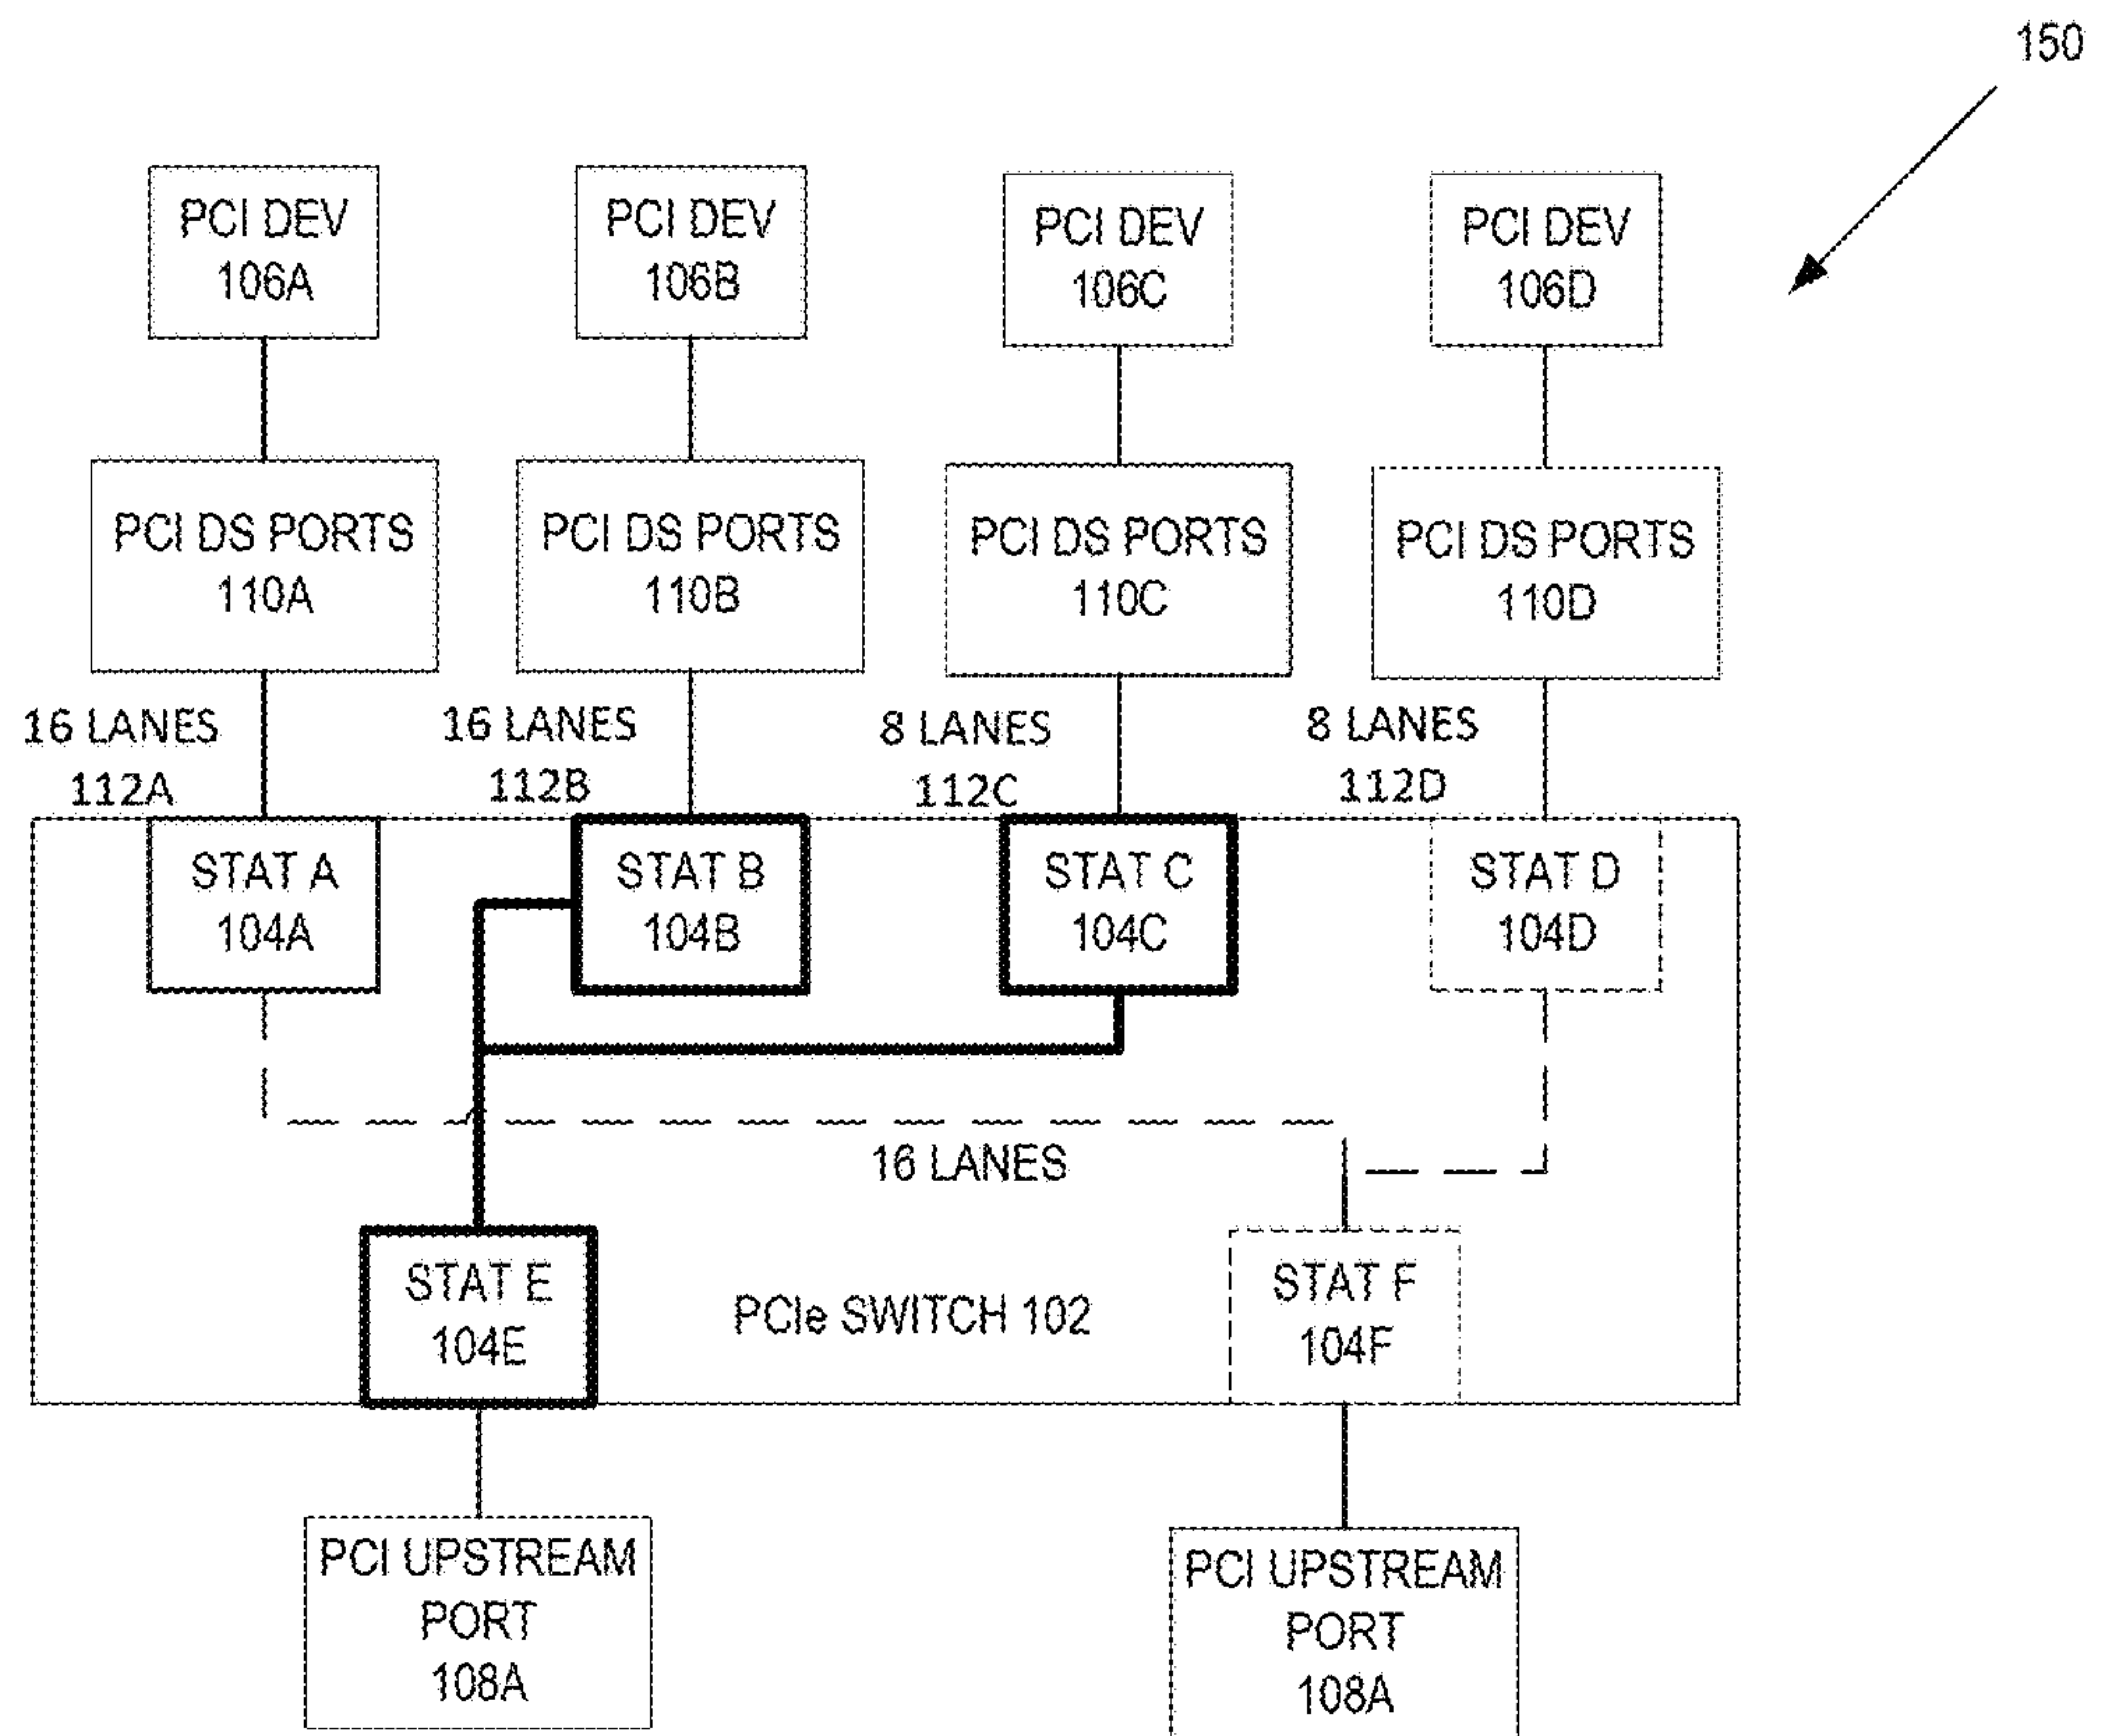 150
PCI DEV
106A
PCI DEV
106B
PCI DEV
106C
PCI DEV
106D
PCI DS PORTS
110A
PCI DS PORTS
110B
PCI DS PORTS
110C
PCI DS PORTS
110D
16 LANES
112A
16 LANES
112B
8 LANES
112C
8 LANES
112D
STAT A
104A
STAT B
104B
STAT C
104C
STAT D
104D
16 LANES
STAT E
104E
PCIe SWITCH 102
STAT F
104F
PCI UPSTREAM
PORT
108A
PCI UPSTREAM
PORT
108A